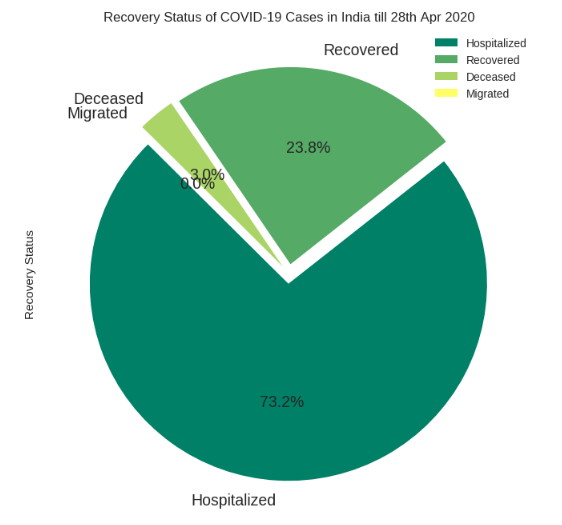 Recovery Status of COVID-19 Cases in India till 28th Apr 2020
Hospitalized
Recovered
Deceased
Migrated
Recovered
Deceased
Migrated
23.8%
3.0%
0.0%
Recovery Status
73.2%
Hospitalized